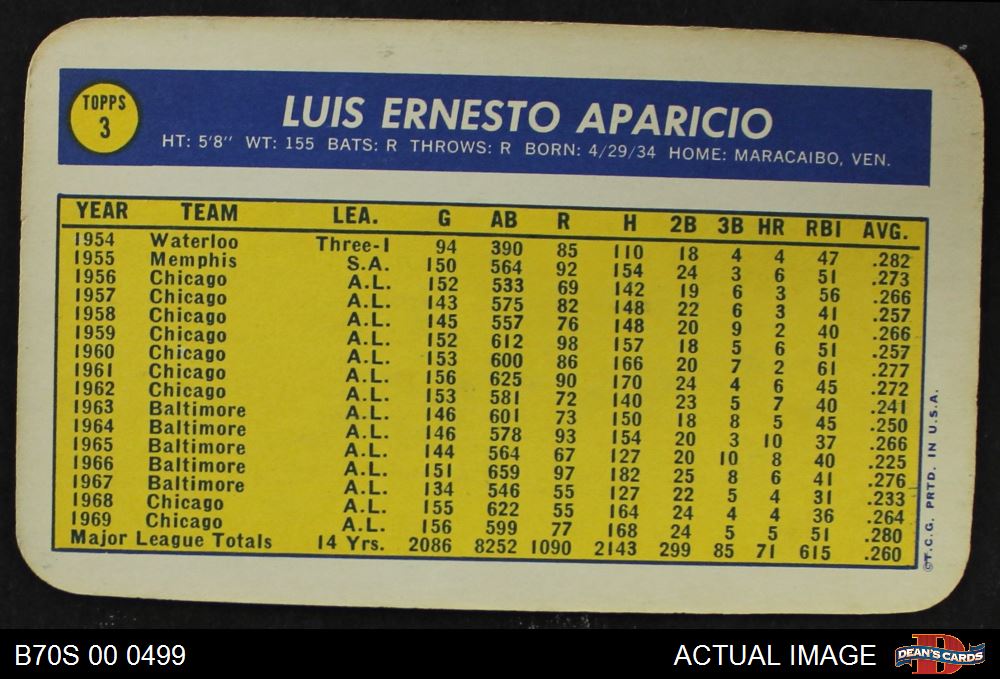 TOPPS
3
LUIS ERNESTO APARICIO
HT: 5'8" WT: 155 BATS: R THROWS: R BORN: 4/29/34 HOME: MARACAIBO, VEN.
YEAR TEAM LEA. G AB R H 2B 3B HR RBI AVG.
1954 Waterloo Three-I 94 390 85 110 18 4 4 47 .282
1955 Memphis S.A. 150 564 92 154 24 3 6 51 .273
1956 Chicago A.L. 152 533 69 142 19 6 3 56 .266
1957 Chicago A.L. 143 575 82 148 22 6 3 41 .257
1958 Chicago A.L. 145 557 76 148 20 9 2 40 .266
1959 Chicago A.L. 152 612 98 157 18 5 6 51 .257
1960 Chicago A.L. 153 600 86 166 20 7 2 61 .277
1961 Chicago A.L. 156 625 90 170 24 4 6 45 .272
1962 Chicago A.L. 153 581 72 140 23 5 7 40 .241
1963 Baltimore A.L. 146 601 73 150 18 8 5 45 .250
1964 Baltimore A.L. 146 578 93 154 20 3 10 37 .266
1965 Baltimore A.L. 144 564 67 127 20 10 8 40 .225
1966 Baltimore A.L. 151 659 97 182 25 8 6 41 .276
1967 Baltimore A.L. 134 546 55 127 22 5 4 31 .233
1968 Chicago A.L. 155 622 55 164 24 4 4 36 .264
1969 Chicago A.L. 156 599 77 168 24 5 5 51 .280
Major League Totals 14 Yrs. 2086 8252 1090 2143 299 85 71 615 .260
©T.C.G. PRTD. IN U.S.A.
B70S 00 0499
ACTUAL IMAGE
DEAN'S CARDS